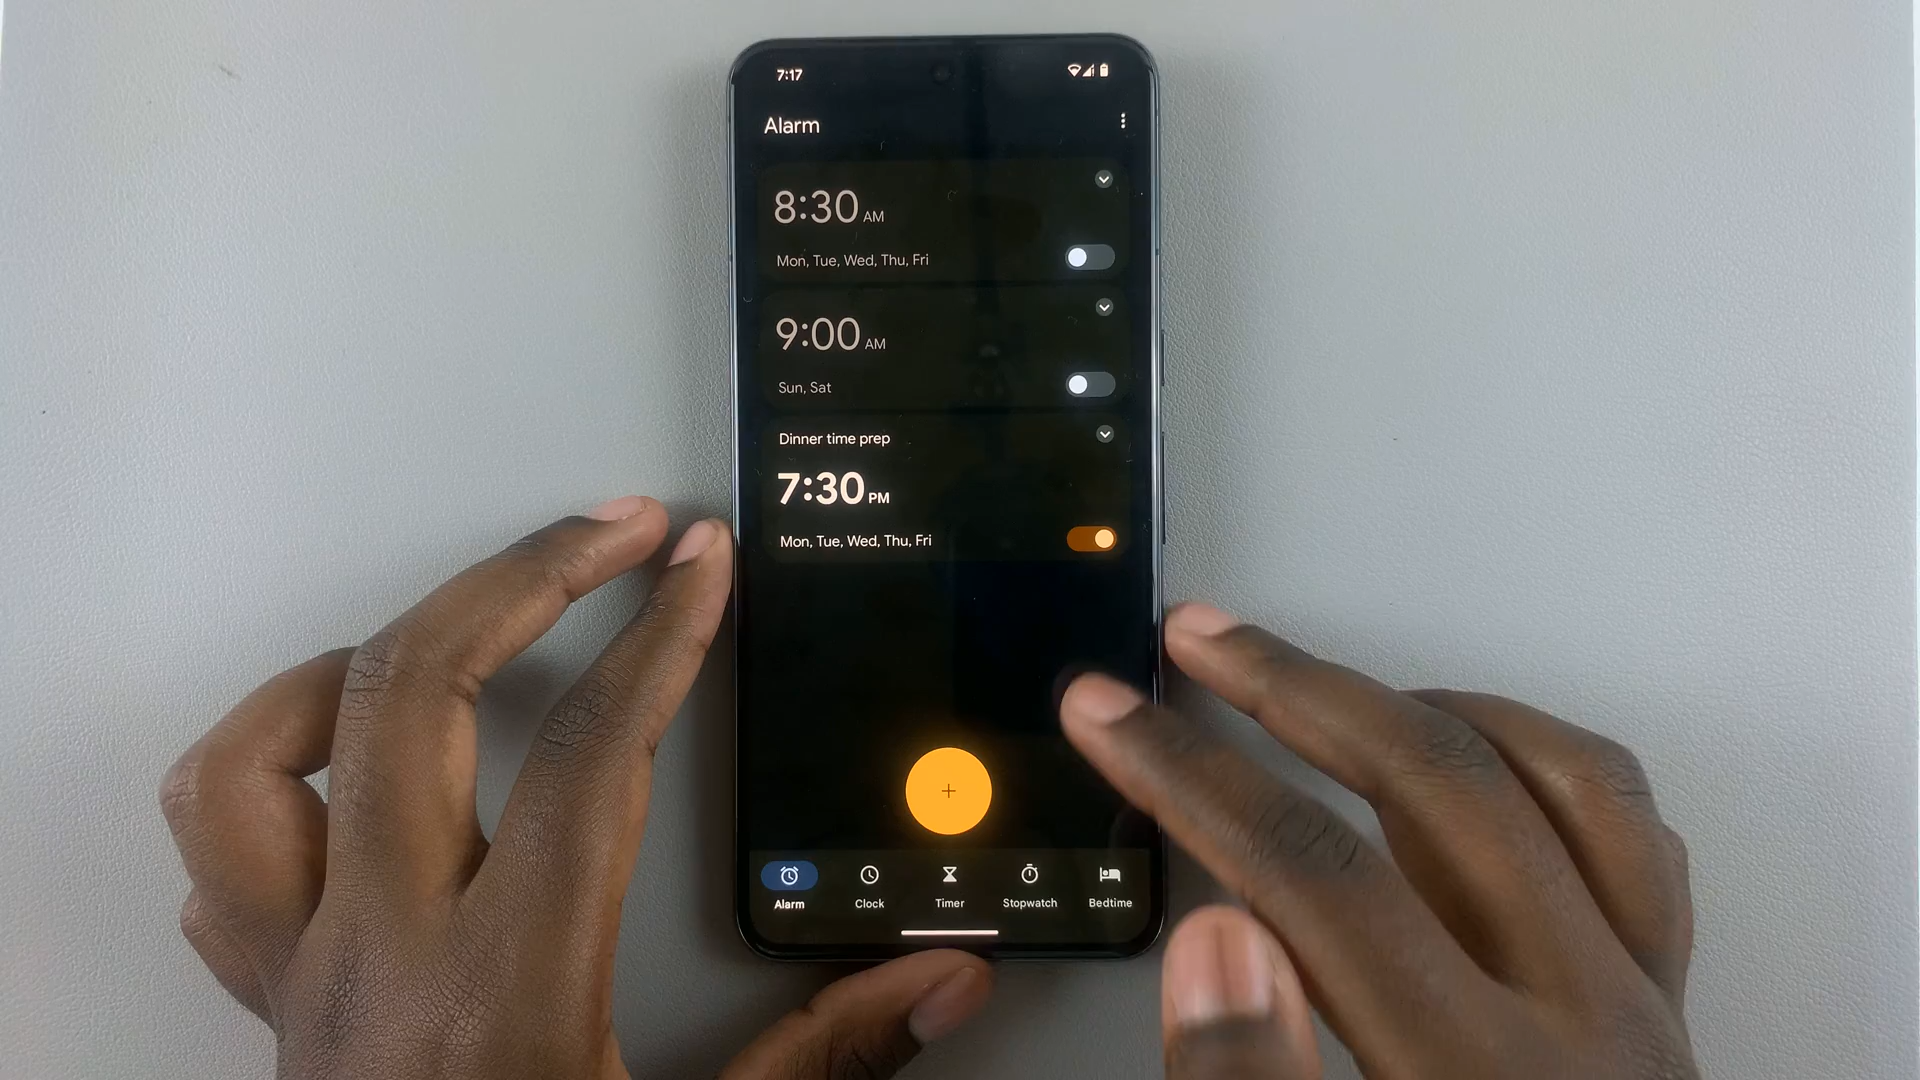 7:17
Alarm
8:30 AM
Mon, Tue, Wed, Thu, Fri
9:00 AM
Sun, Sat
Dinner time prep
7:30 PM
Mon, Tue, Wed, Thu, Fri
+
Alarm Clock Timer Stopwatch Bedtime